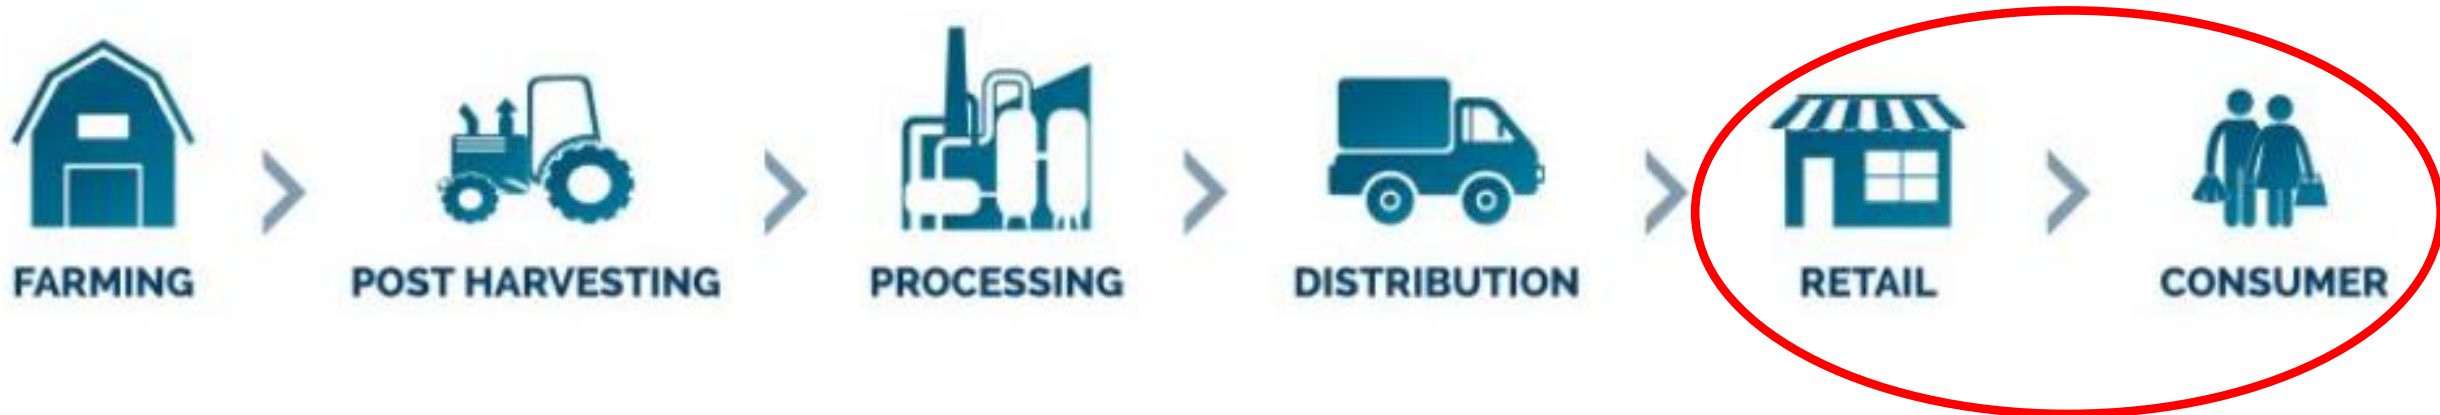 FARMING
POST HARVESTING
PROCESSING
DISTRIBUTION
RETAIL
CONSUMER